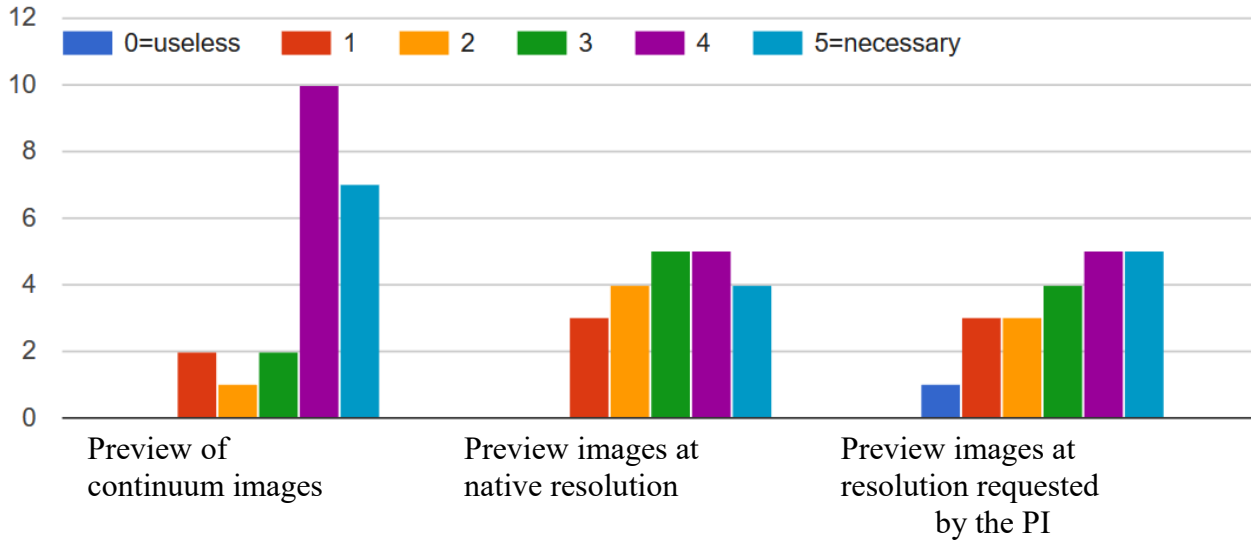 12
0=useless 1 2 3 4 5=necessary
10
8
6
4
2
0
Preview of
continuum images
Preview images at
native resolution
Preview images at
resolution requested
by the PI